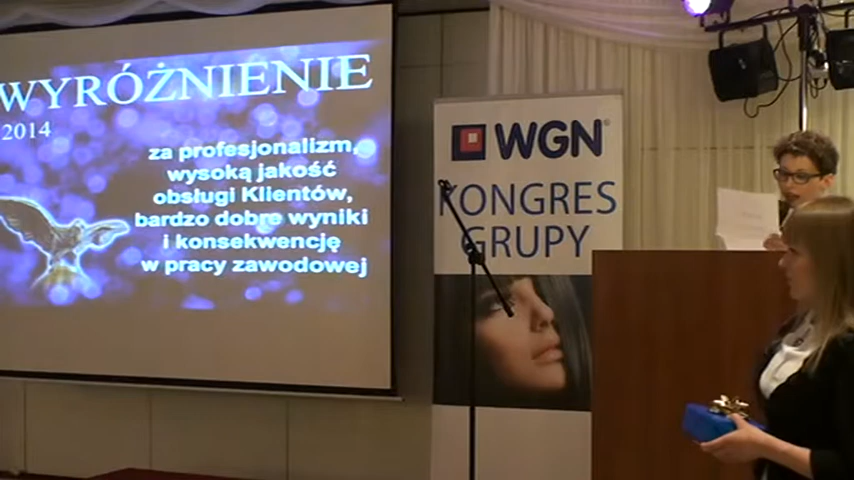 WYRÓŻNIENIE
2014
za profesjonalizm,
wysoką jakość
obsługi Klientów,
bardzo dobre wyniki
i konsekwencję
w pracy zawodowej
WGN®
KONGRES
GRUPY